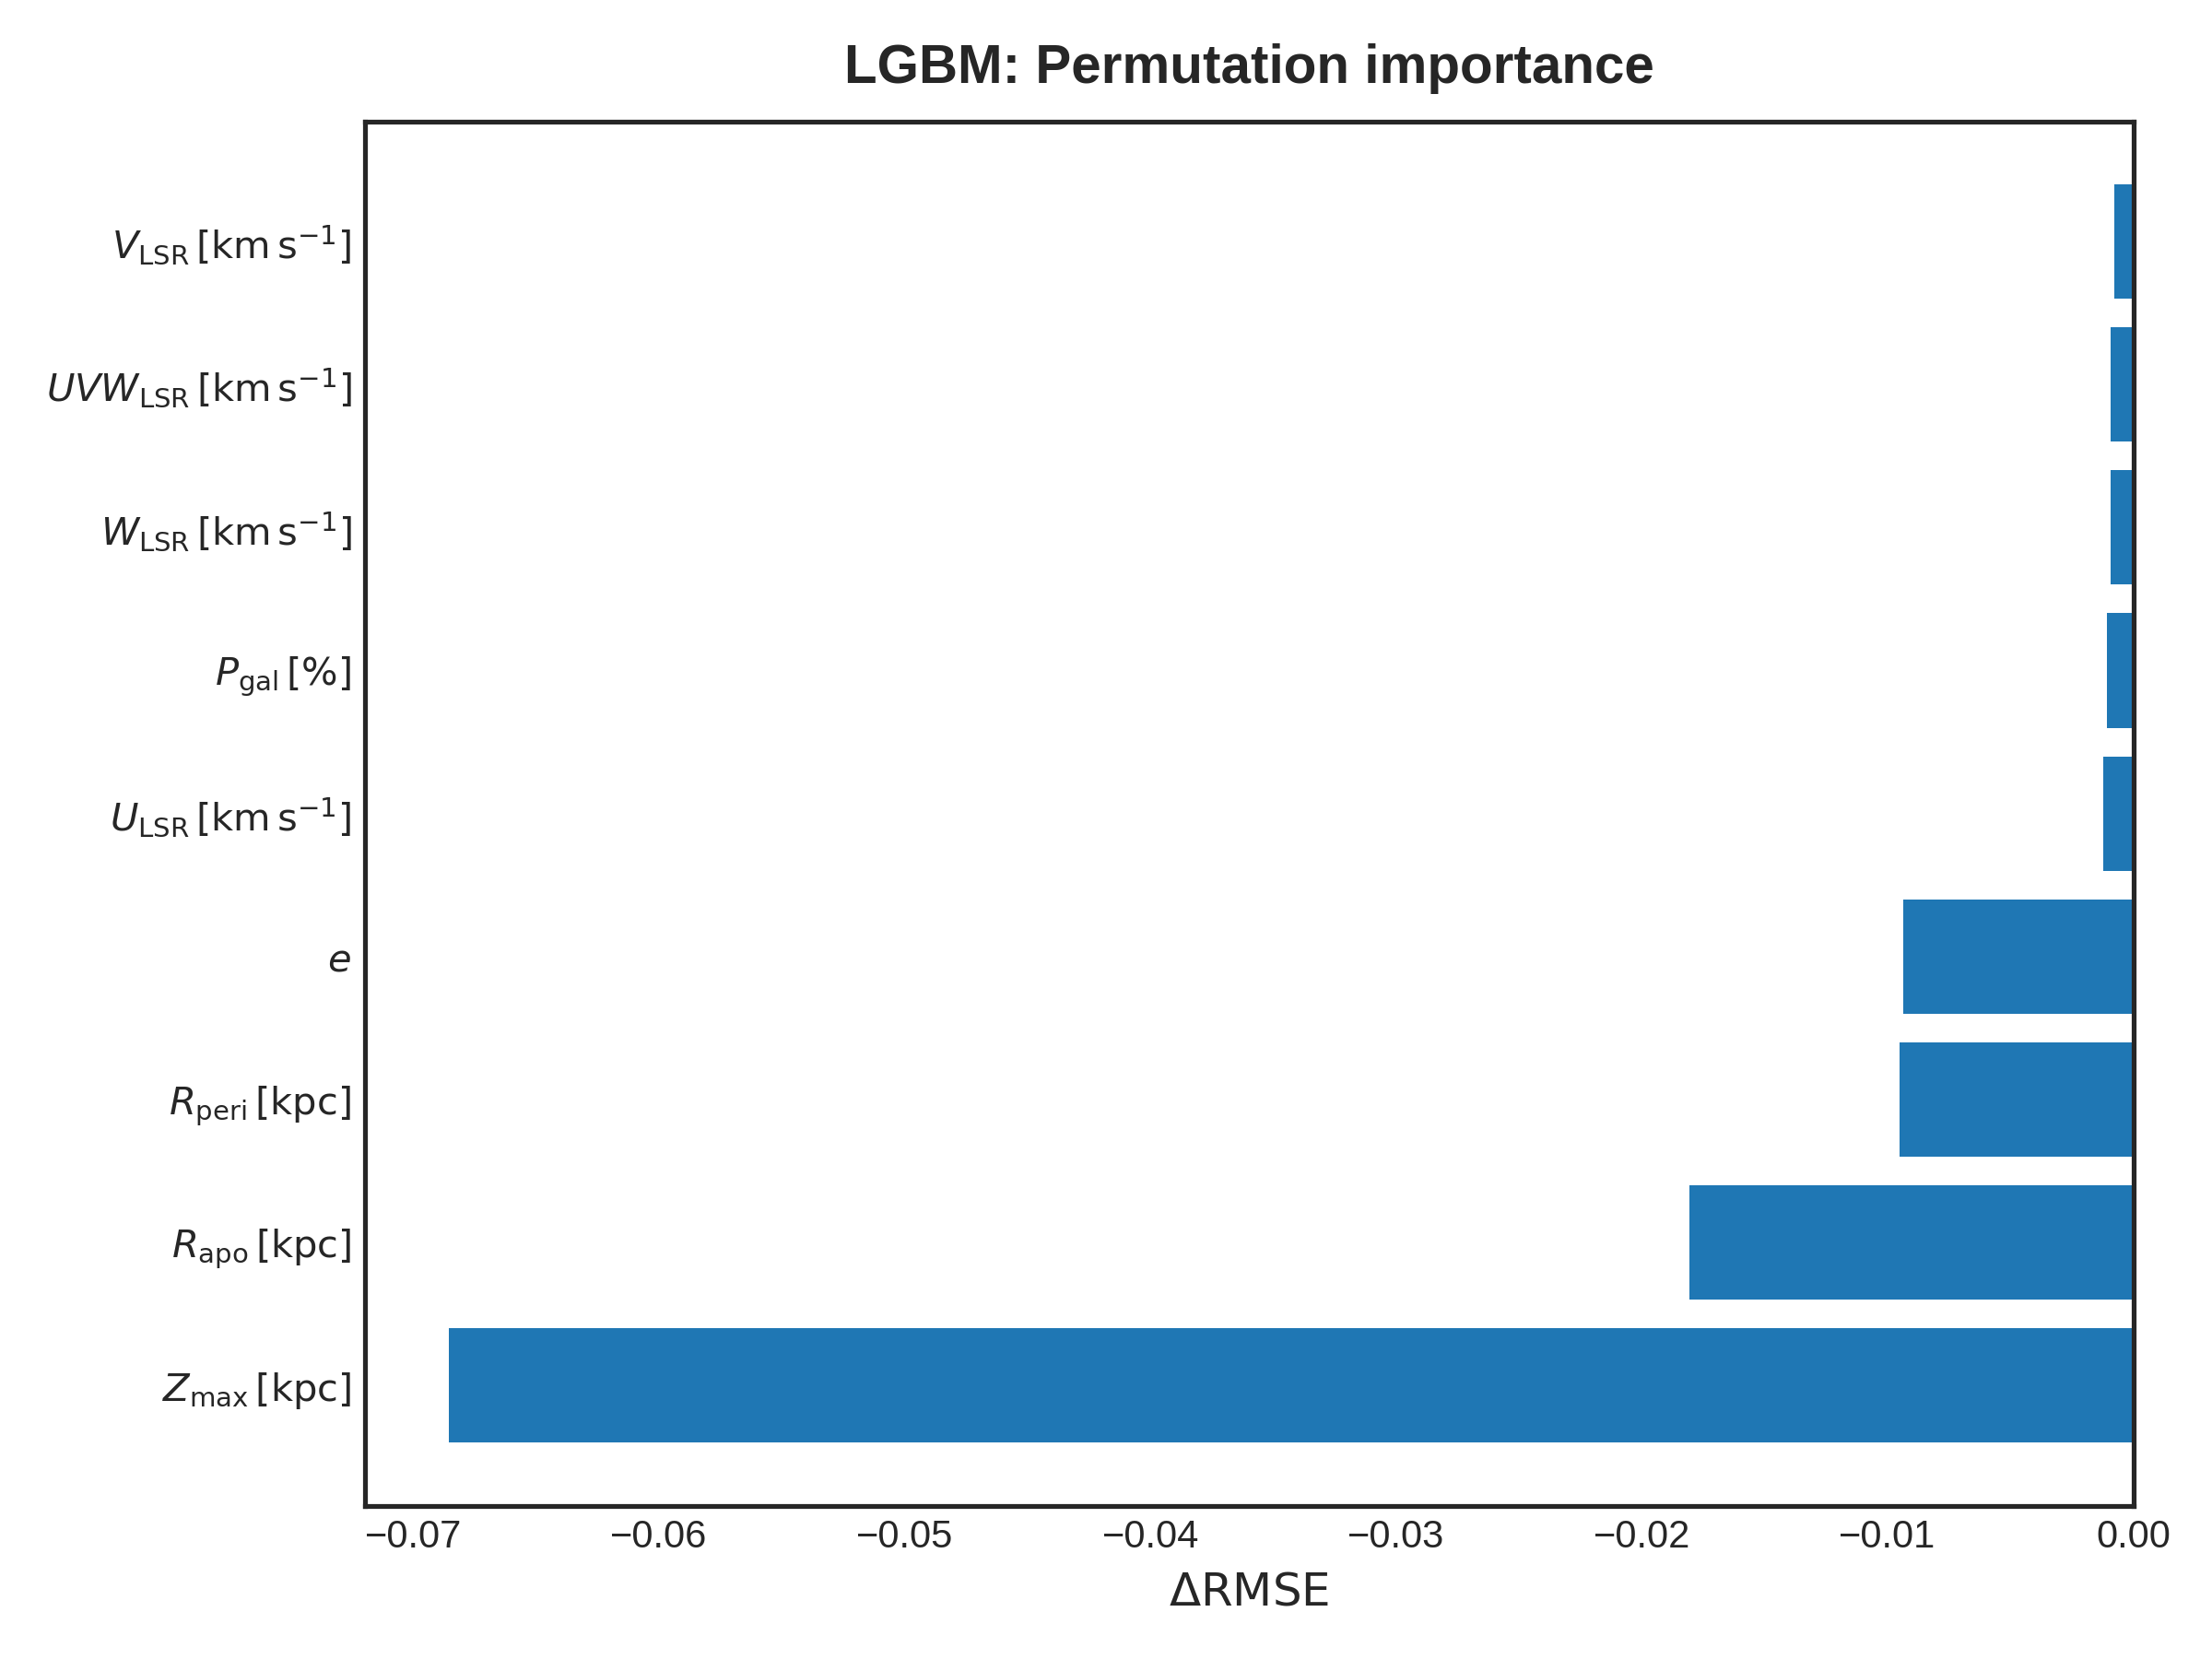 LGBM: Permutation importance
V_LSR [km s⁻¹]
UVW_LSR [km s⁻¹]
W_LSR [km s⁻¹]
P_gal [%]
U_LSR [km s⁻¹]
e
R_peri [kpc]
R_apo [kpc]
Z_max [kpc]
−0.07 −0.06 −0.05 −0.04 −0.03 −0.02 −0.01 0.00
ΔRMSE